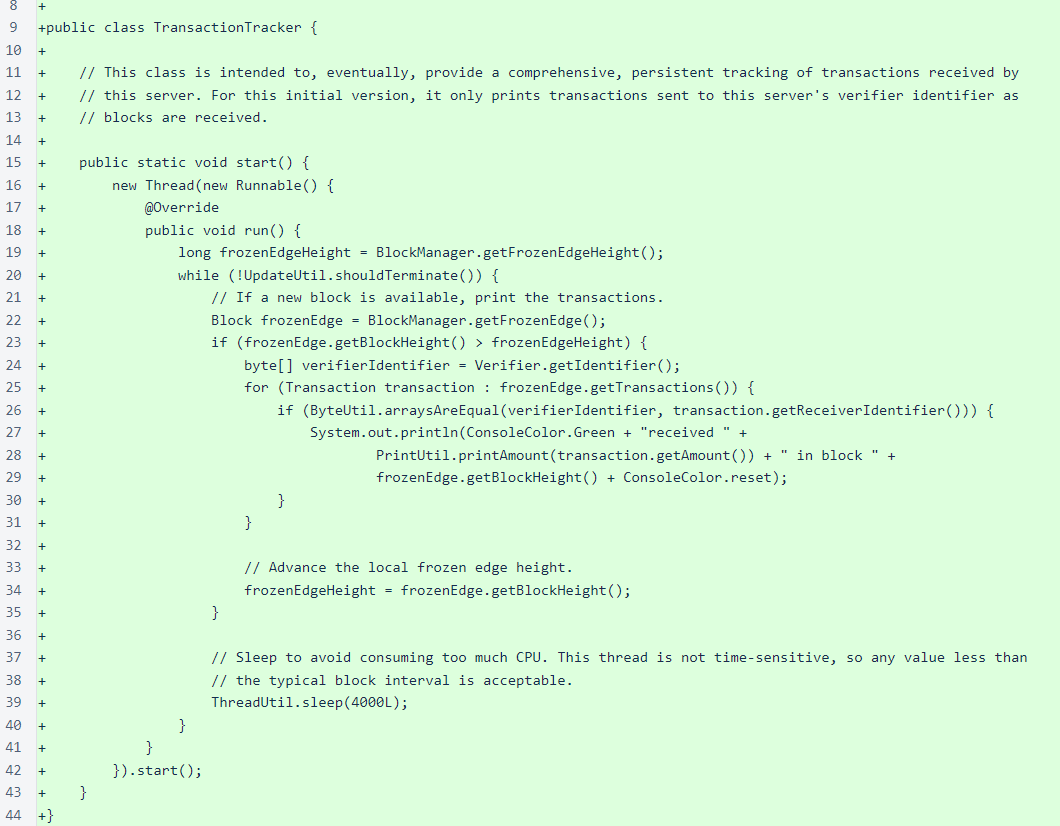 8 +
9 +public class TransactionTracker {
10 +
11 +    // This class is intended to, eventually, provide a comprehensive, persistent tracking of transactions received by
12 +    // this server. For this initial version, it only prints transactions sent to this server's verifier identifier as
13 +    // blocks are received.
14 +
15 +    public static void start() {
16 +        new Thread(new Runnable() {
17 +            @Override
18 +            public void run() {
19 +                long frozenEdgeHeight = BlockManager.getFrozenEdgeHeight();
20 +                while (!UpdateUtil.shouldTerminate()) {
21 +                    // If a new block is available, print the transactions.
22 +                    Block frozenEdge = BlockManager.getFrozenEdge();
23 +                    if (frozenEdge.getBlockHeight() > frozenEdgeHeight) {
24 +                        byte[] verifierIdentifier = Verifier.getIdentifier();
25 +                        for (Transaction transaction : frozenEdge.getTransactions()) {
26 +                            if (ByteUtil.arraysAreEqual(verifierIdentifier, transaction.getReceiverIdentifier())) {
27 +                                System.out.println(ConsoleColor.Green + "received " +
28 +                                        PrintUtil.printAmount(transaction.getAmount()) + " in block " +
29 +                                        frozenEdge.getBlockHeight() + ConsoleColor.reset);
30 +                            }
31 +                        }
32 +
33 +                        // Advance the local frozen edge height.
34 +                        frozenEdgeHeight = frozenEdge.getBlockHeight();
35 +                    }
36 +
37 +                    // Sleep to avoid consuming too much CPU. This thread is not time-sensitive, so any value less than
38 +                    // the typical block interval is acceptable.
39 +                    ThreadUtil.sleep(4000L);
40 +                }
41 +            }
42 +        }).start();
43 +    }
44 +}